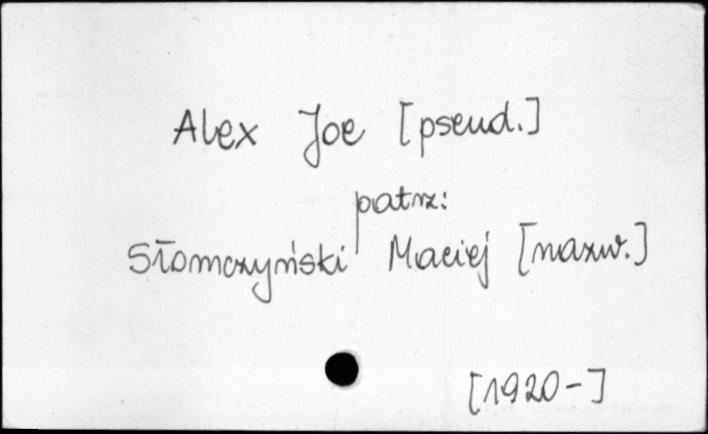 Alex Joe [pseud.]
patrz:
Słomczyński Maciej [nazw.]
[1920-]